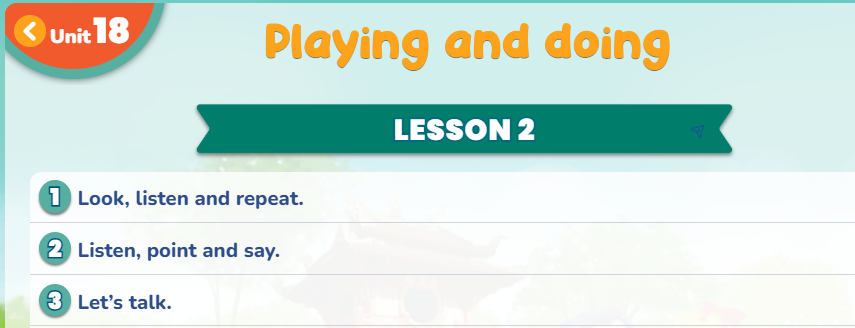 Unit 18
Playing and doing
LESSON 2
1 Look, listen and repeat.
2 Listen, point and say.
3 Let's talk.